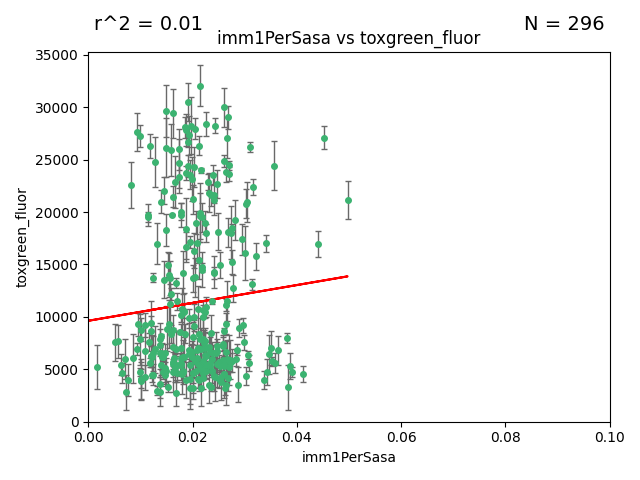 r^2 = 0.01
N = 296
imm1PerSasa vs toxgreen_fluor
35000
30000
25000
20000
15000
10000
5000
0
toxgreen_fluor
0.00
0.02
0.04
0.06
0.08
0.10
imm1PerSasa